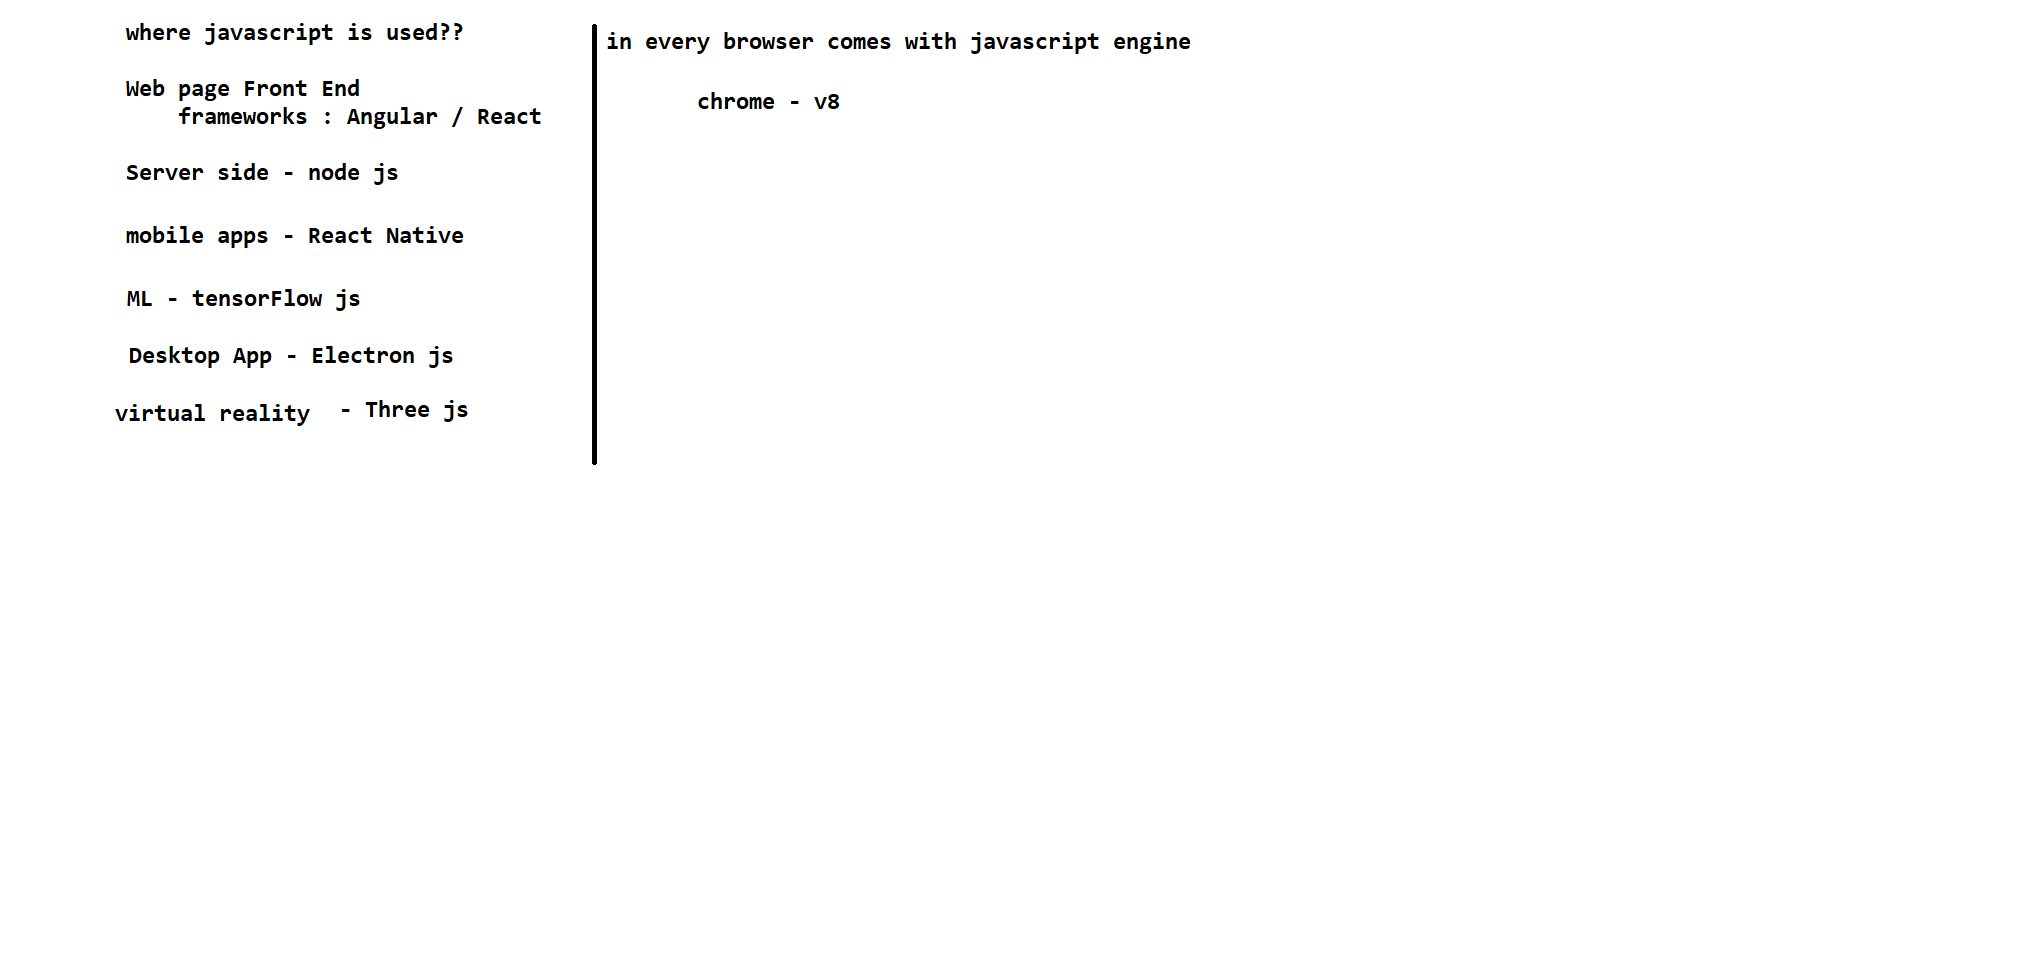 where javascript is used??
Web page Front End
frameworks : Angular / React
Server side - node js
mobile apps - React Native
ML - tensorFlow js
Desktop App - Electron js
virtual reality - Three js
in every browser comes with javascript engine
chrome - v8